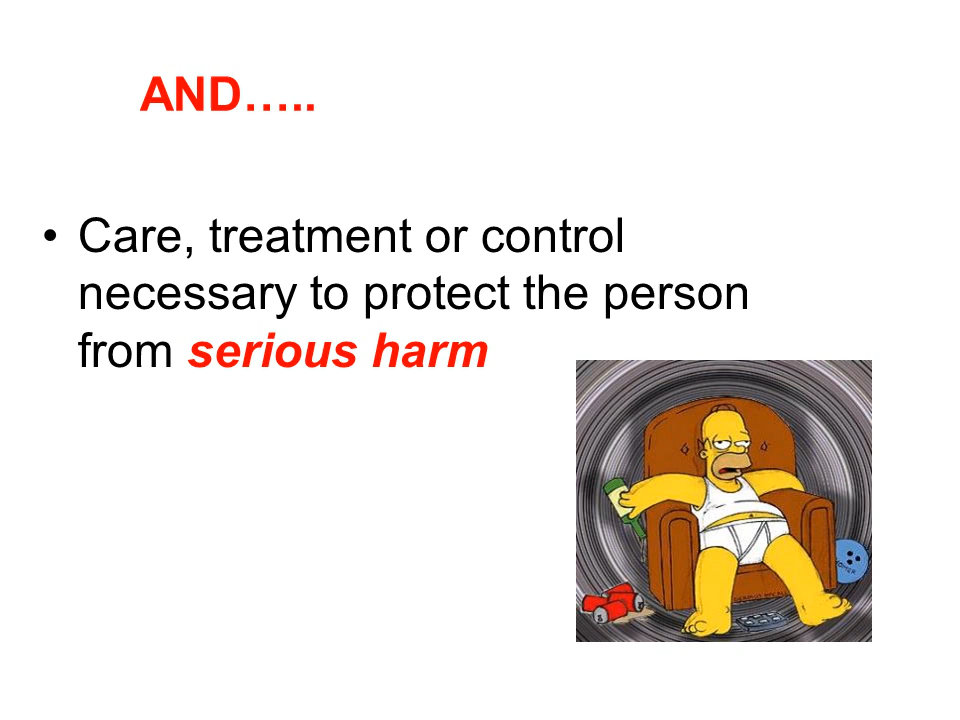 AND…..
• Care, treatment or control
necessary to protect the person
from serious harm